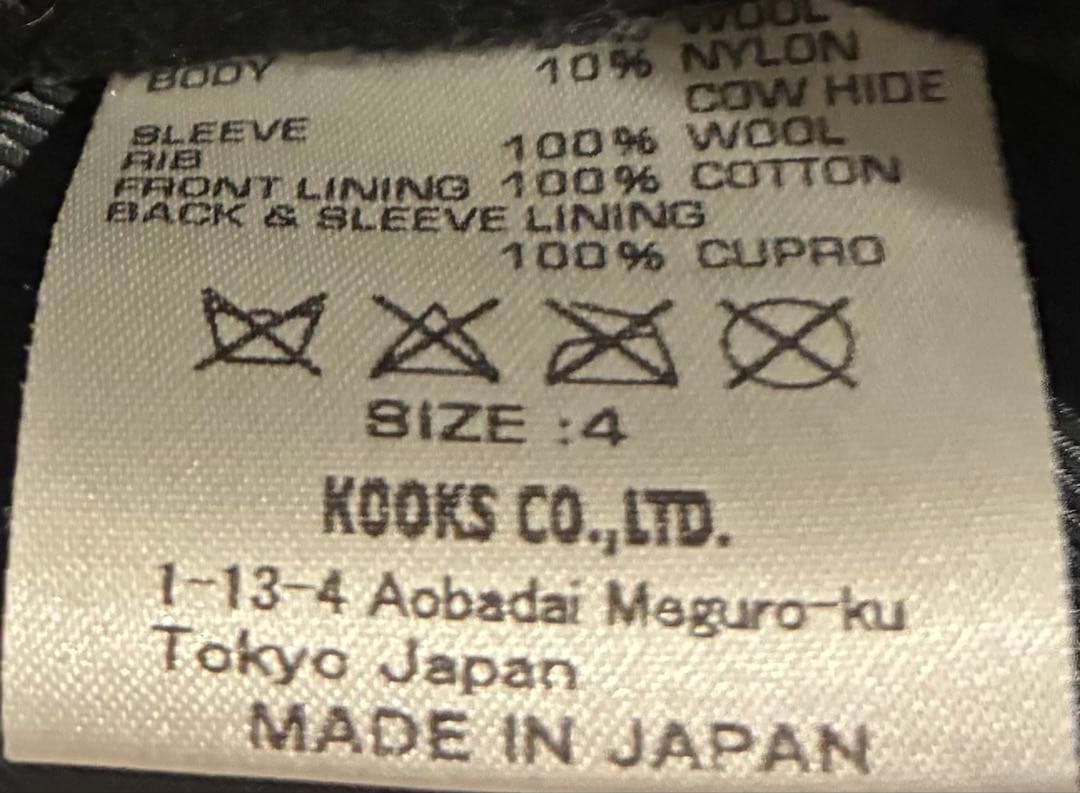 WOOL
BODY 10% NYLON
COW HIDE
SLEEVE
RIB 100% WOOL
FRONT LINING 100% COTTON
BACK & SLEEVE LINING
100% CUPRO
SIZE :4
KOOKS CO.,LTD.
1-13-4 Aobadai Meguro-ku
Tokyo Japan
MADE IN JAPAN